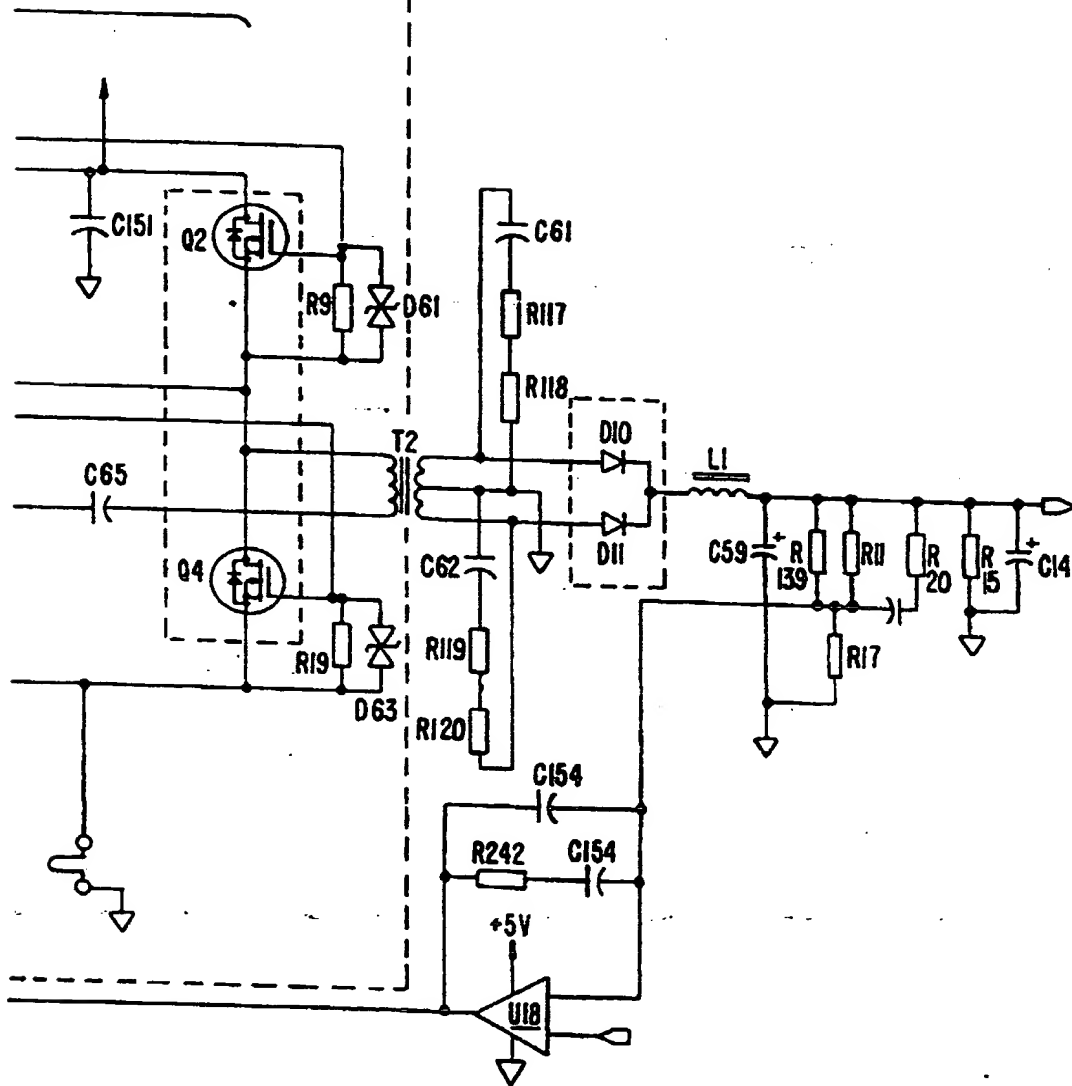 C151
Q2
R9
D61
C61
R117
R118
T2
D10
L1
C65
D11
C59
+
R
139
R11
R
20
R
15
+
C14
Q4
C62
R19
D63
R119
R17
R120
C154
R242
C154
+5V
U18